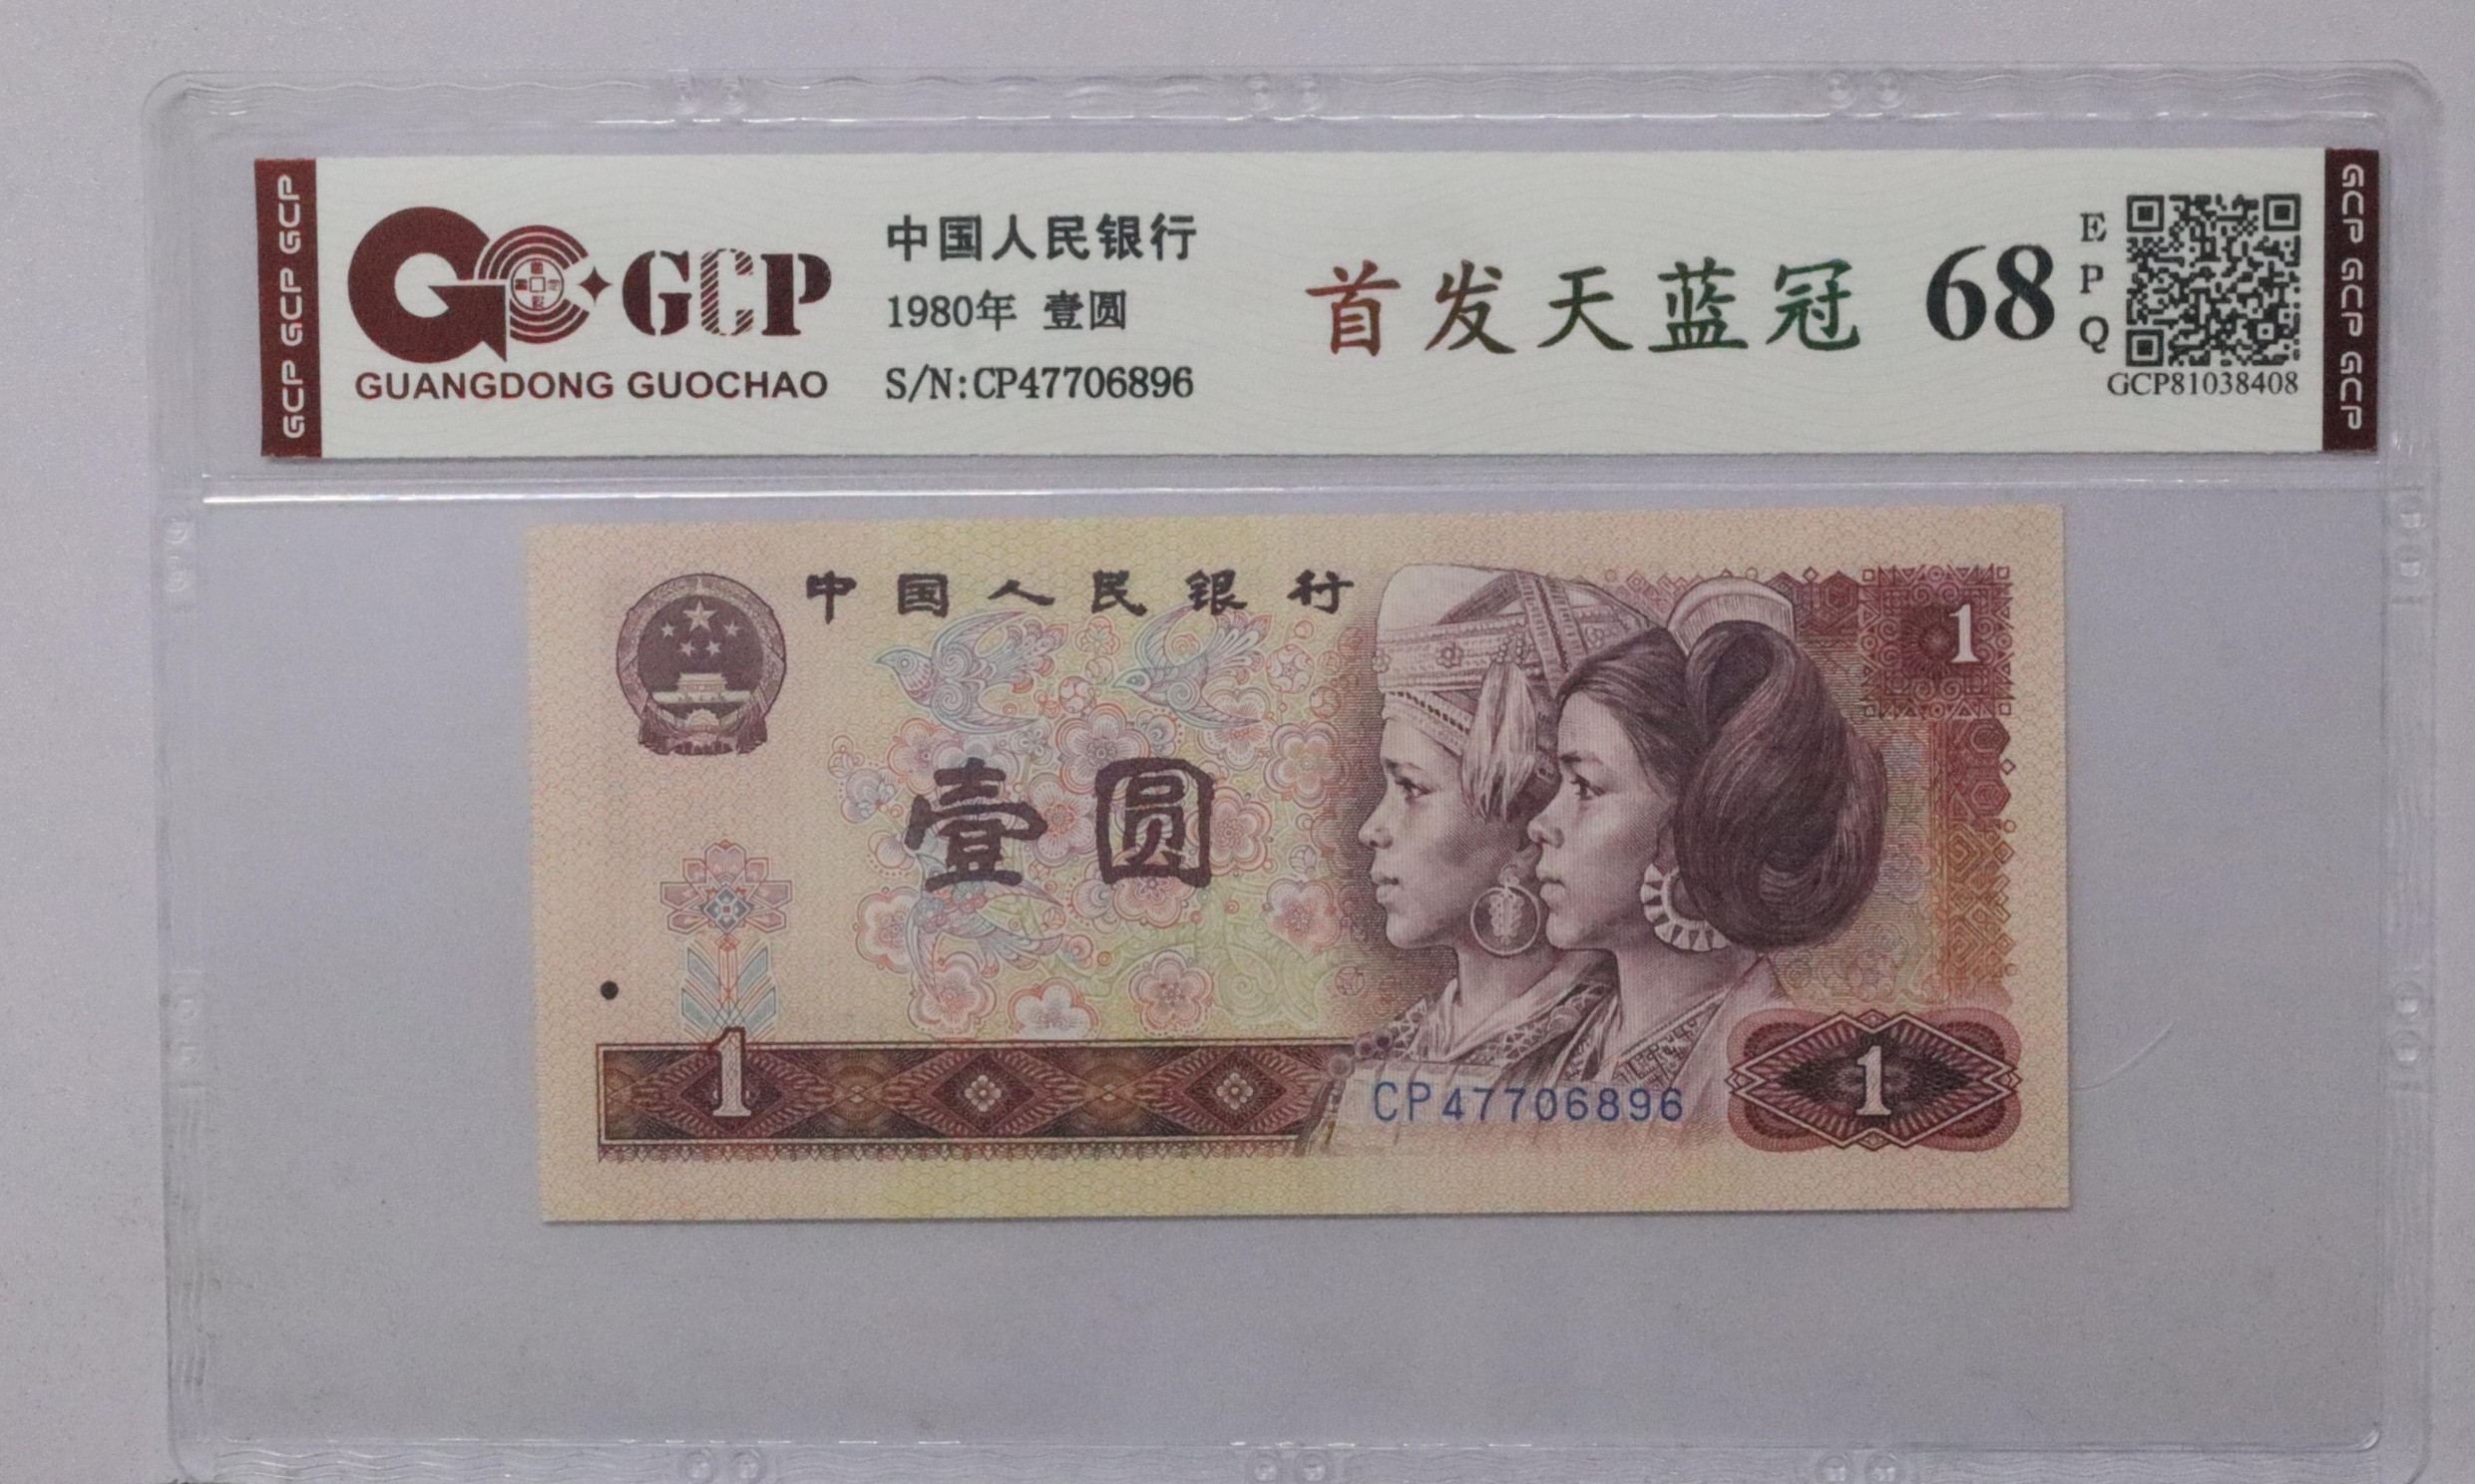 GCP GCP GCP
GCP
GUANGDONG GUOCHAO
中国人民银行
1980年 壹圆
S/N:CP47706896
首发天蓝冠
68
EPQ
GCP81038408
GCP GCP GCP
中国人民银行
1
壹圆
1
CP47706896
1